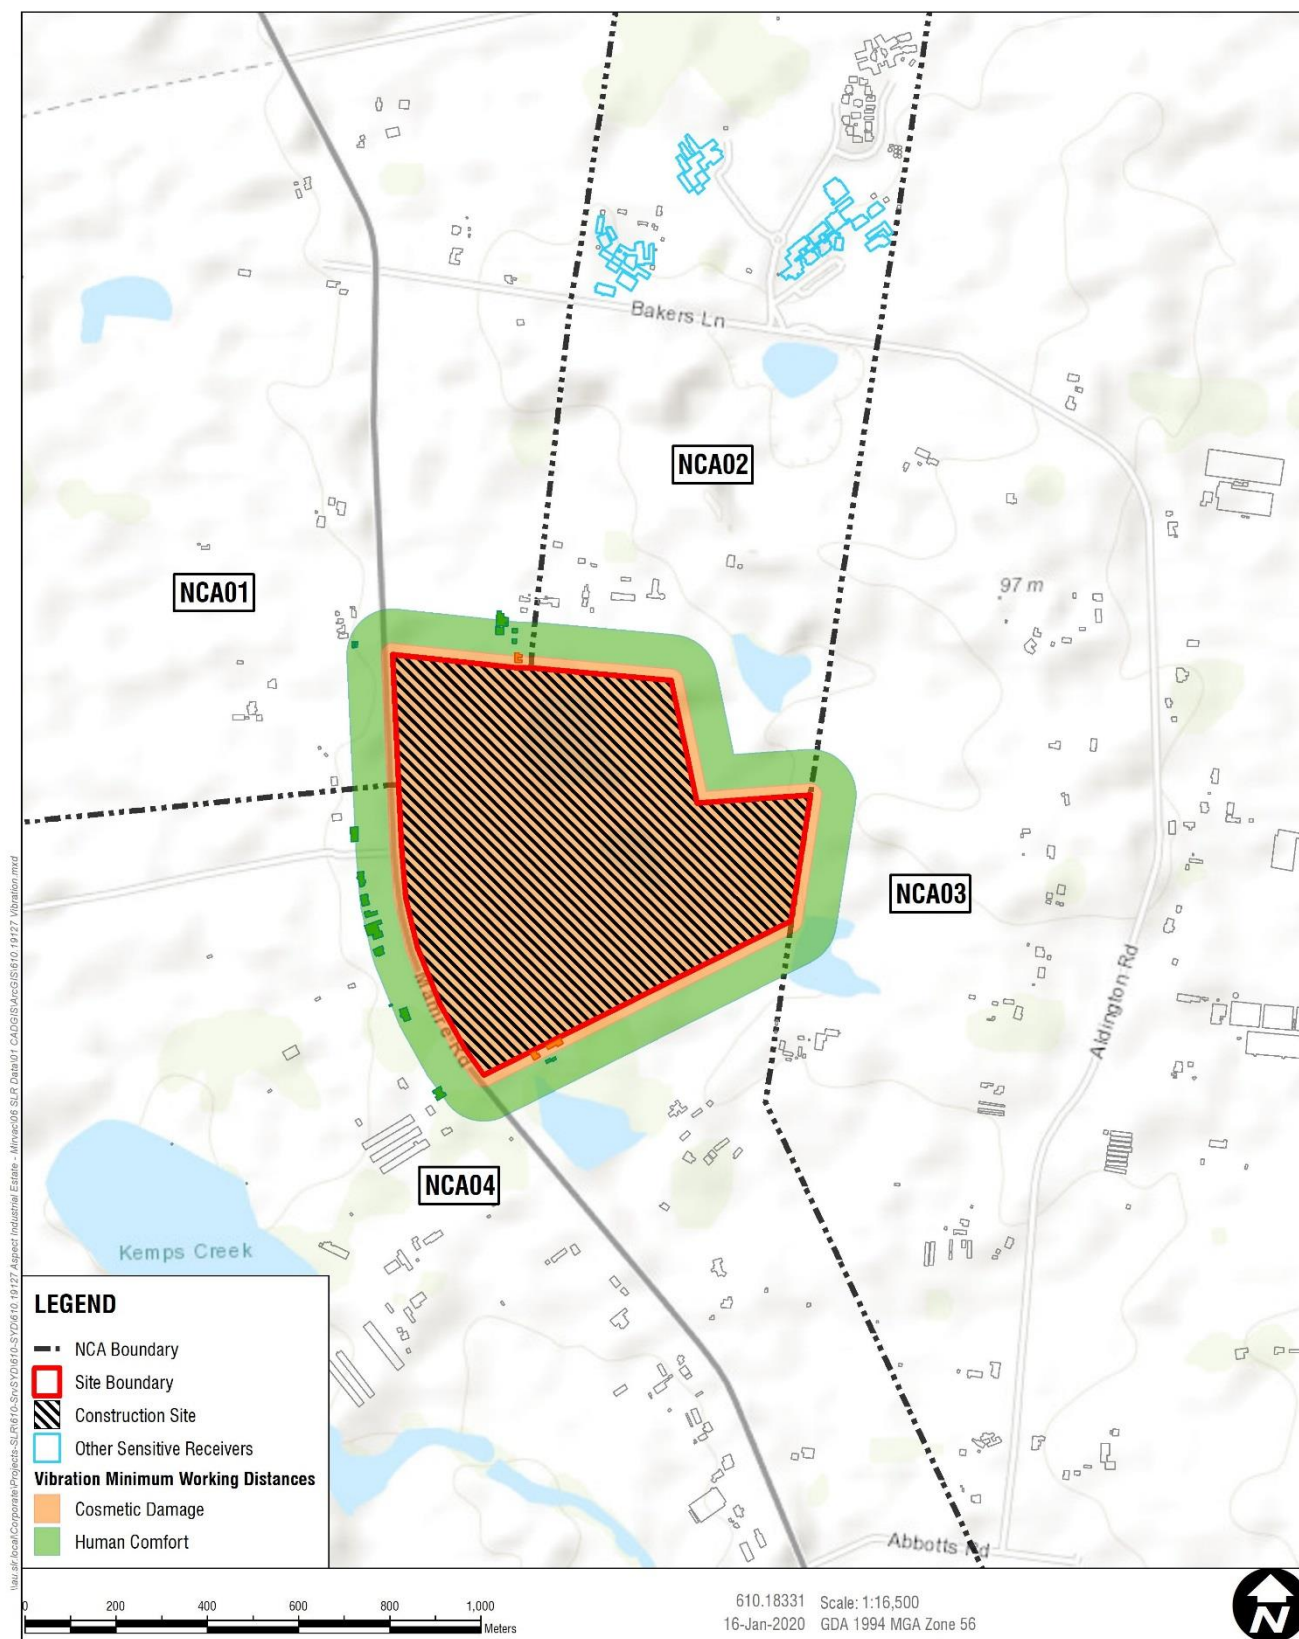 Bakers Ln
NCA02
NCA01
97 m
NCA03
Mamre Rd
Aldington Rd
NCA04
Kemps Creek
Abbotts Rd
LEGEND
NCA Boundary
Site Boundary
Construction Site
Other Sensitive Receivers
Vibration Minimum Working Distances
Cosmetic Damage
Human Comfort
0 200 400 600 800 1,000
Meters
610.18331 Scale: 1:16,500
16-Jan-2020 GDA 1994 MGA Zone 56
N